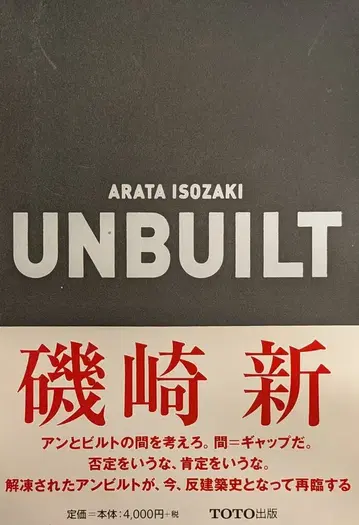 ARATA ISOZAKI
UNBUILT
磯崎 新
アンとビルトの間を考えろ。間=ギャップだ。
否定をいうな、肯定をいうな。
解凍されたアンビルトが、今、反建築史となって再臨する
定価=本体:4,000円+税
TOTO出版